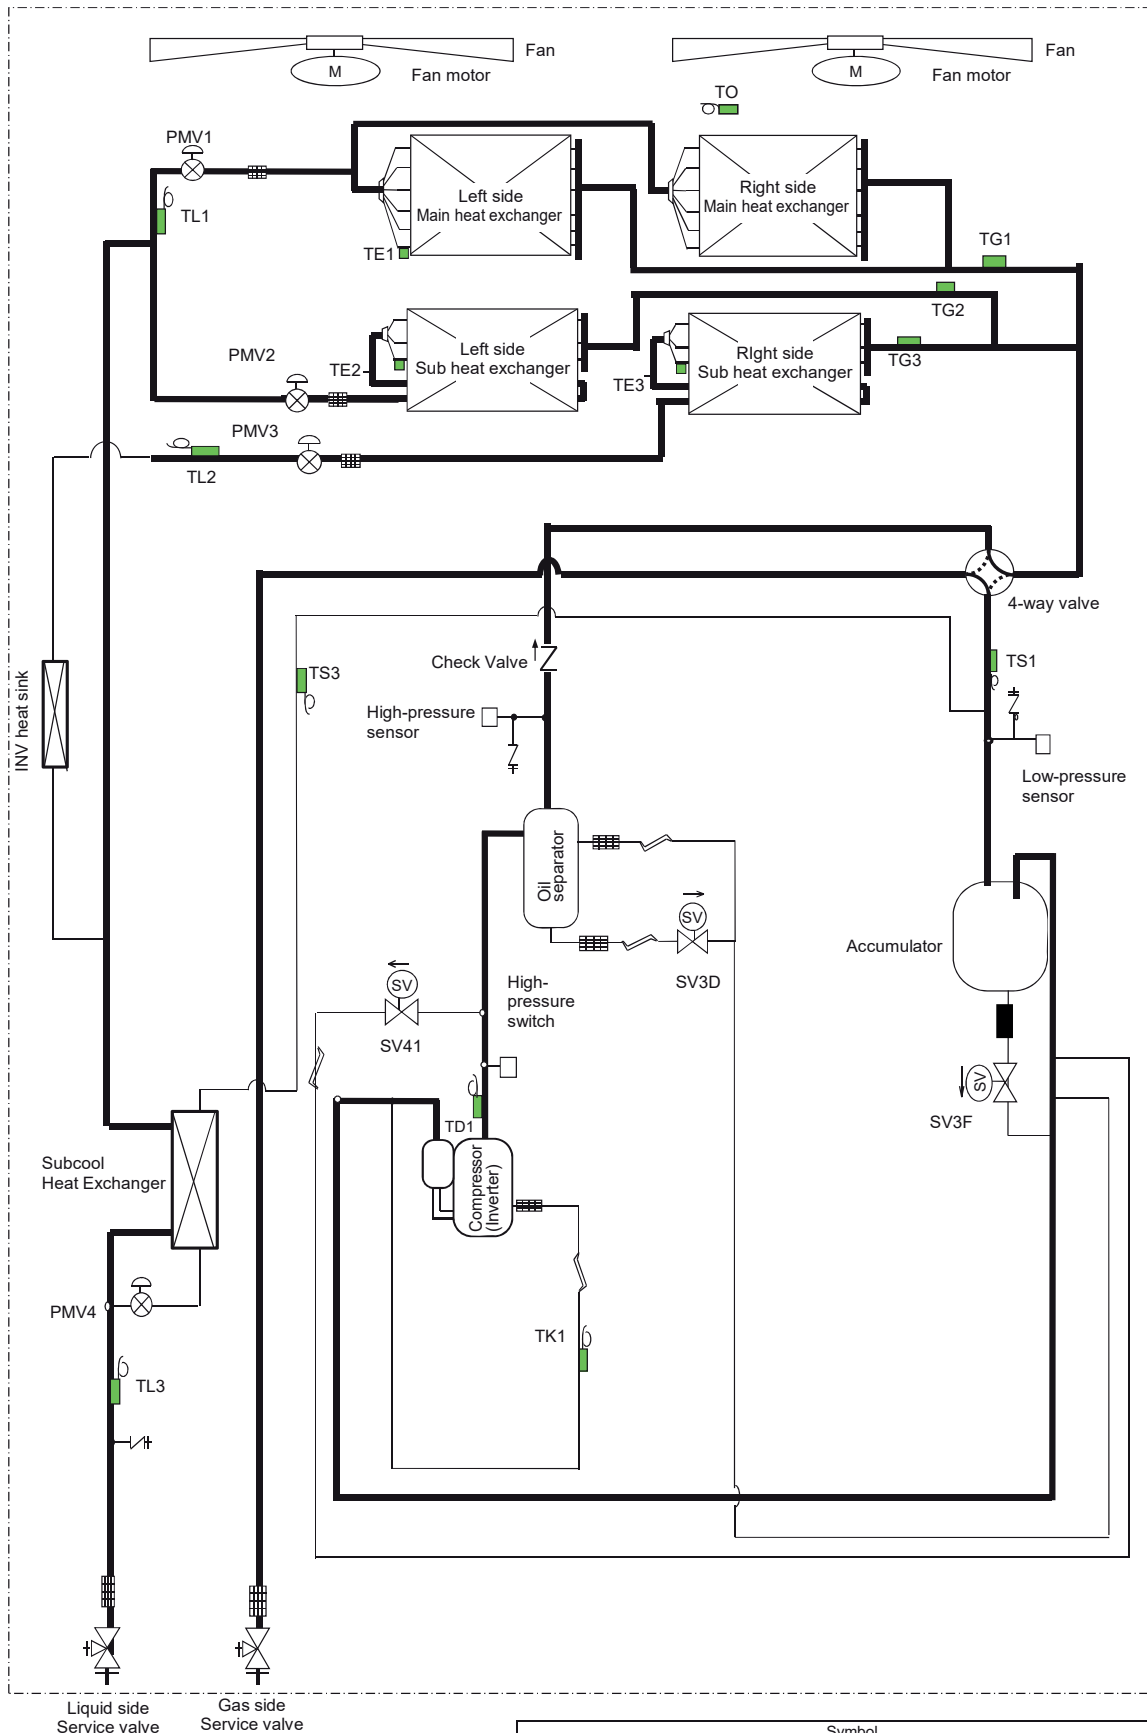 Fan
Fan
M
Fan motor
M
Fan motor
TO
PMV1
TL1
Left side
Main heat exchanger
Right side
Main heat exchanger
TE1
TG1
TG2
PMV2
TE2
Left side
Sub heat exchanger
TE3
RIght side
Sub heat exchanger
TG3
PMV3
TL2
4-way valve
Check Valve
TS3
TS1
INV heat sink
High-pressure
sensor
Low-pressure
sensor
Oil
separator
SV
SV3D
Accumulator
SV
SV41
High-
pressure
switch
SV
SV3F
TD1
Subcool
Heat Exchanger
Compressor
(Inverter)
PMV4
TK1
TL3
Liquid side
Service valve
Gas side
Service valve
Symbol